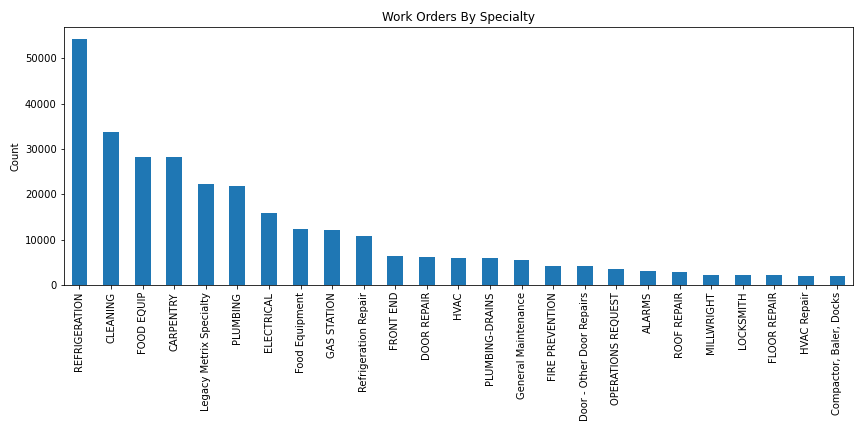 Work Orders By Specialty
Count
50000
40000
30000
20000
10000
0
REFRIGERATION
CLEANING
FOOD EQUIP
CARPENTRY
Legacy Metrix Specialty
PLUMBING
ELECTRICAL
Food Equipment
GAS STATION
Refrigeration Repair
FRONT END
DOOR REPAIR
HVAC
PLUMBING-DRAINS
General Maintenance
FIRE PREVENTION
Door - Other Door Repairs
OPERATIONS REQUEST
ALARMS
ROOF REPAIR
MILLWRIGHT
LOCKSMITH
FLOOR REPAIR
HVAC Repair
Compactor, Baler, Docks